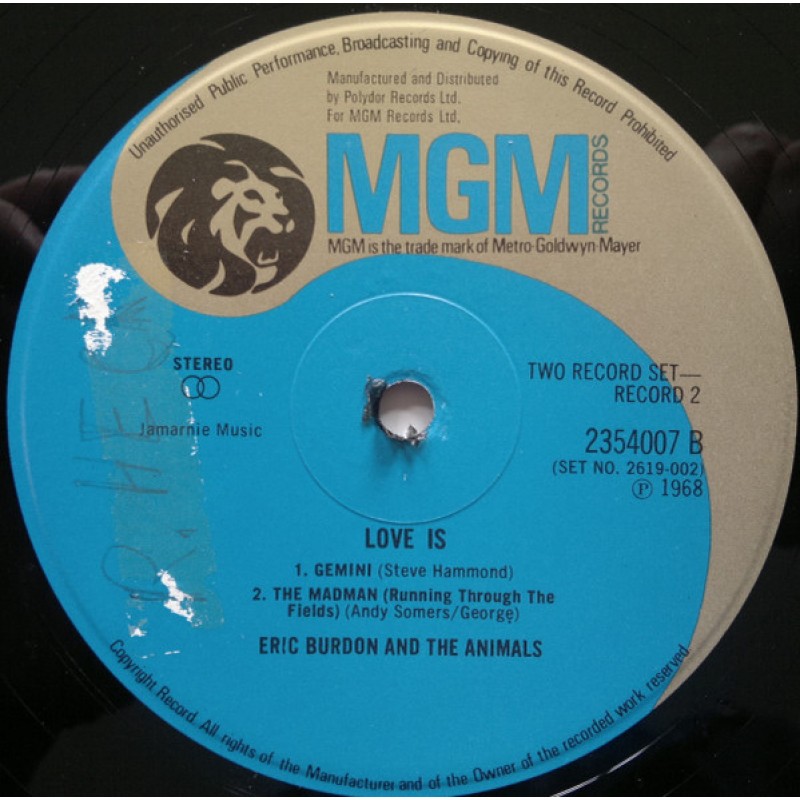 Unauthorised Public Performance, Broadcasting and Copying of this Record Prohibited
Manufactured and Distributed
by Polydor Records Ltd.
For MGM Records Ltd.
MGM
RECORDS
MGM is the trade mark of Metro-Goldwyn-Mayer
STEREO
Jamarnie Music
TWO RECORD SET—
RECORD 2
2354007 B
(SET NO. 2619-002)
Ⓟ 1968
LOVE IS
1. GEMINI (Steve Hammond)
2. THE MADMAN (Running Through The
Fields) (Andy Somers/George)
ERIC BURDON AND THE ANIMALS
Copyright Record. All rights of the Manufacturer and of the Owner of the recorded work reserved.